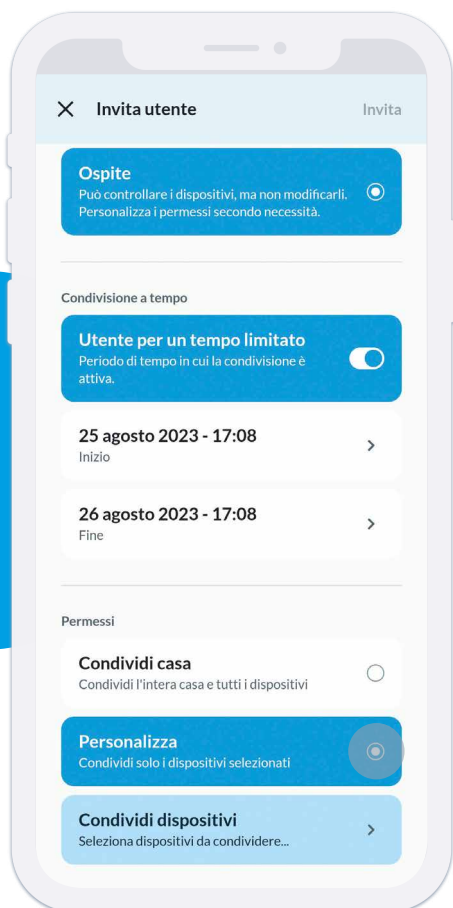 Invita utente
Invita
Ospite
Può controllare i dispositivi, ma non modificarli.
Personalizza i permessi secondo necessità.
Condivisione a tempo
Utente per un tempo limitato
Periodo di tempo in cui la condivisione è
attiva.
25 agosto 2023 - 17:08
Inizio
26 agosto 2023 - 17:08
Fine
Permessi
Condividi casa
Condividi l'intera casa e tutti i dispositivi
Personalizza
Condividi solo i dispositivi selezionati
Condividi dispositivi
Seleziona dispositivi da condividere...